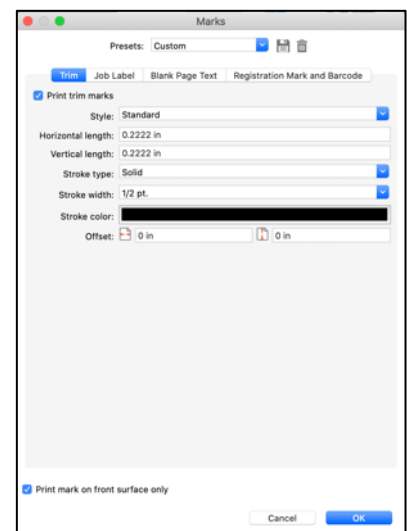 Marks
Presets: Custom
Trim Job Label Blank Page Text Registration Mark and Barcode
Print trim marks
Style: Standard
Horizontal length: 0.2222 in
Vertical length: 0.2222 in
Stroke type: Solid
Stroke width: 1/2 pt.
Stroke color:
Offset: 0 in 0 in
Print mark on front surface only
Cancel OK